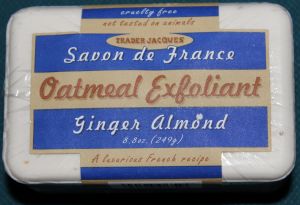 cruelty free
not tested on animals
TRADER JACQUES
Savon de France
Oatmeal Exfoliant
Ginger Almond
8.8oz. (249g)
A luxurious French recipe